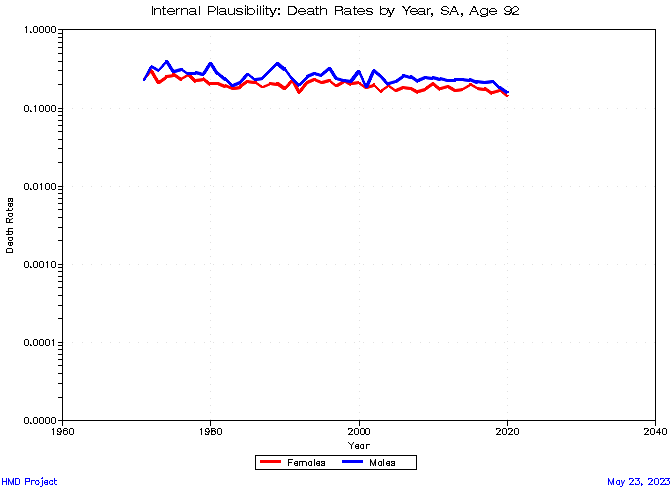 Internal Plausibility: Death Rates by Year, SA, Age 92
1.0000
0.1000
0.0100
0.0010
0.0001
0.0000
Death Rates
1960 1980 2000 2020 2040
Year
Females Males
HMD Project May 23, 2023